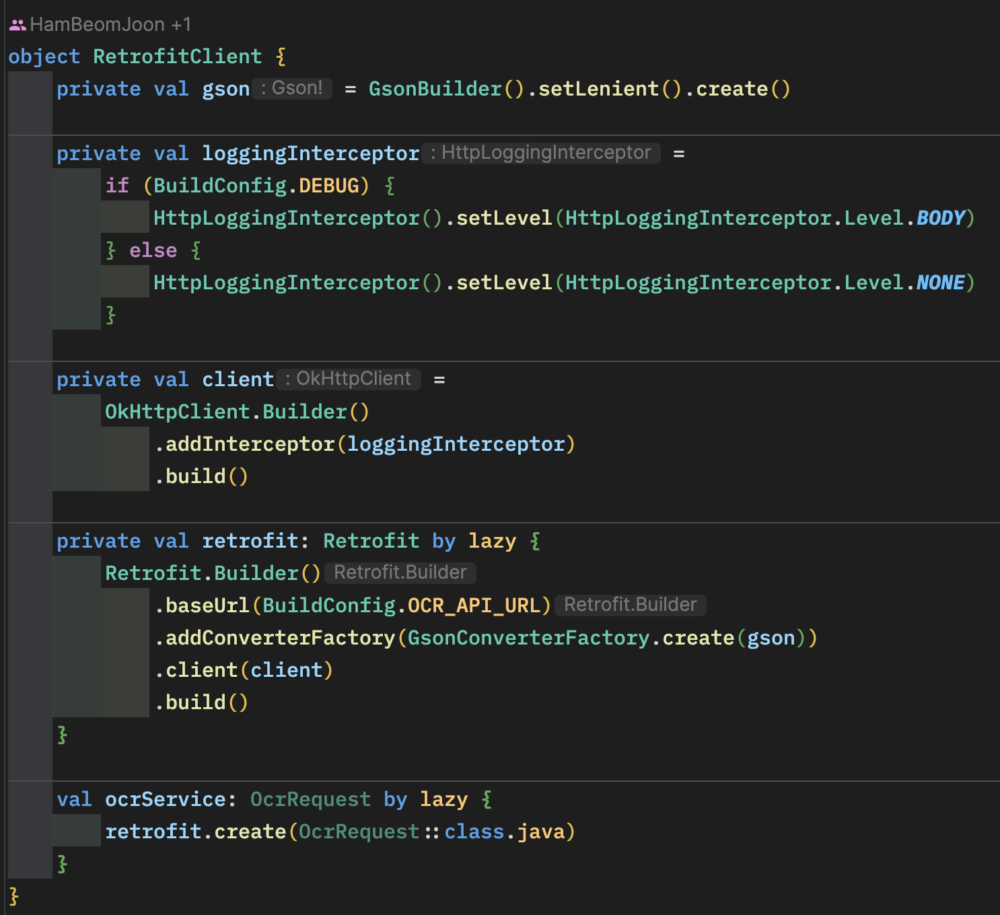 HamBeomJoon +1
object RetrofitClient {
private val gson : Gson! = GsonBuilder().setLenient().create()
private val loggingInterceptor : HttpLoggingInterceptor =
if (BuildConfig.DEBUG) {
HttpLoggingInterceptor().setLevel(HttpLoggingInterceptor.Level.BODY)
} else {
HttpLoggingInterceptor().setLevel(HttpLoggingInterceptor.Level.NONE)
}
private val client : OkHttpClient =
OkHttpClient.Builder()
.addInterceptor(loggingInterceptor)
.build()
private val retrofit: Retrofit by lazy {
Retrofit.Builder() Retrofit.Builder
.baseUrl(BuildConfig.OCR_API_URL) Retrofit.Builder
.addConverterFactory(GsonConverterFactory.create(gson))
.client(client)
.build()
}
val ocrService: OcrRequest by lazy {
retrofit.create(OcrRequest::class.java)
}
}